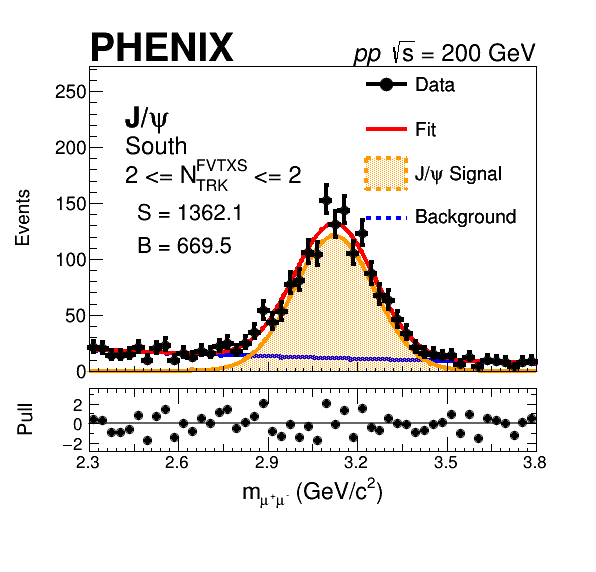 PHENIX pp √s = 200 GeV
Data
Fit
J/ψ Signal
Background
J/ψ
South
2 <= N_TRK^FVTXS <= 2
S = 1362.1
B = 669.5
Events
250
200
150
100
50
0
Pull
2
0
−2
2.3 2.6 2.9 3.2 3.5 3.8
m_μ⁺μ⁻ (GeV/c²)